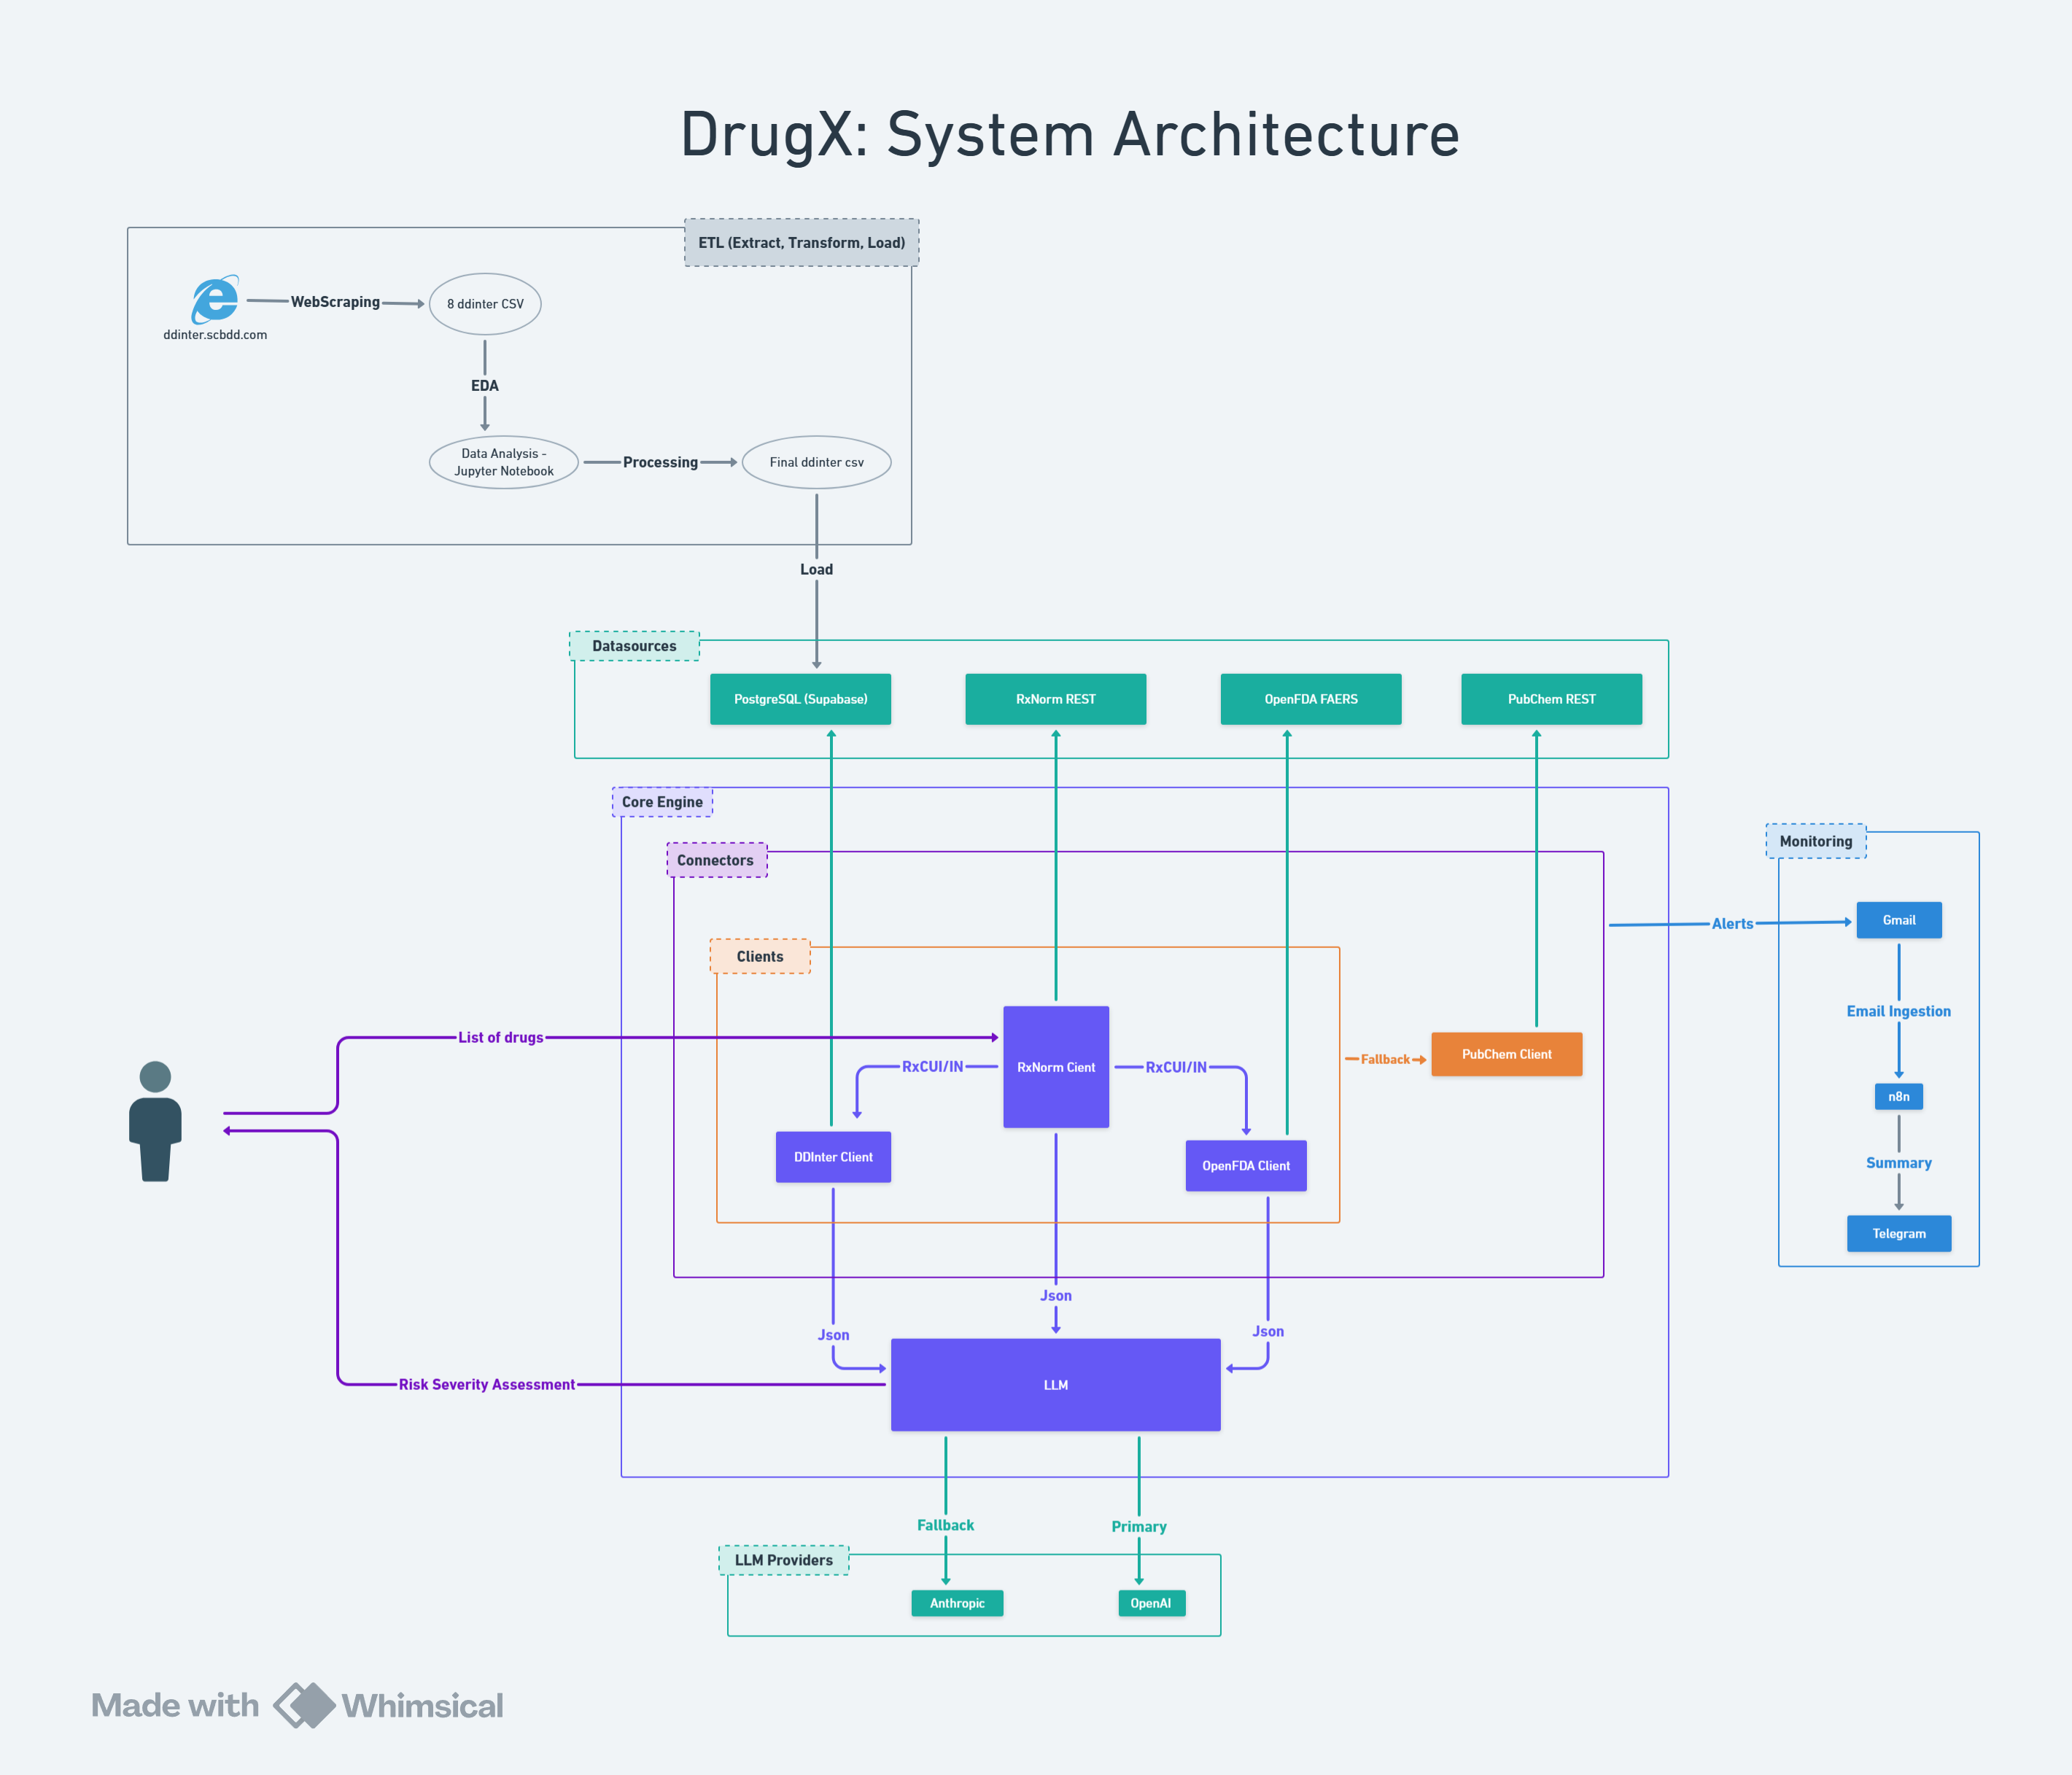 DrugX: System Architecture
ETL (Extract, Transform, Load)
ddinter.scbdd.com
WebScraping
8 ddinter CSV
EDA
Data Analysis -
Jupyter Notebook
Processing
Final ddinter csv
Load
Datasources
PostgreSQL (Supabase)
RxNorm REST
OpenFDA FAERS
PubChem REST
Core Engine
Connectors
Clients
List of drugs
RxCUI/IN
RxNorm Cient
RxCUI/IN
DDInter Client
OpenFDA Client
Fallback
PubChem Client
Alerts
Monitoring
Gmail
Email Ingestion
n8n
Summary
Telegram
Json
Json
Json
LLM
Risk Severity Assessment
Fallback
Primary
LLM Providers
Anthropic
OpenAI
Made with Whimsical